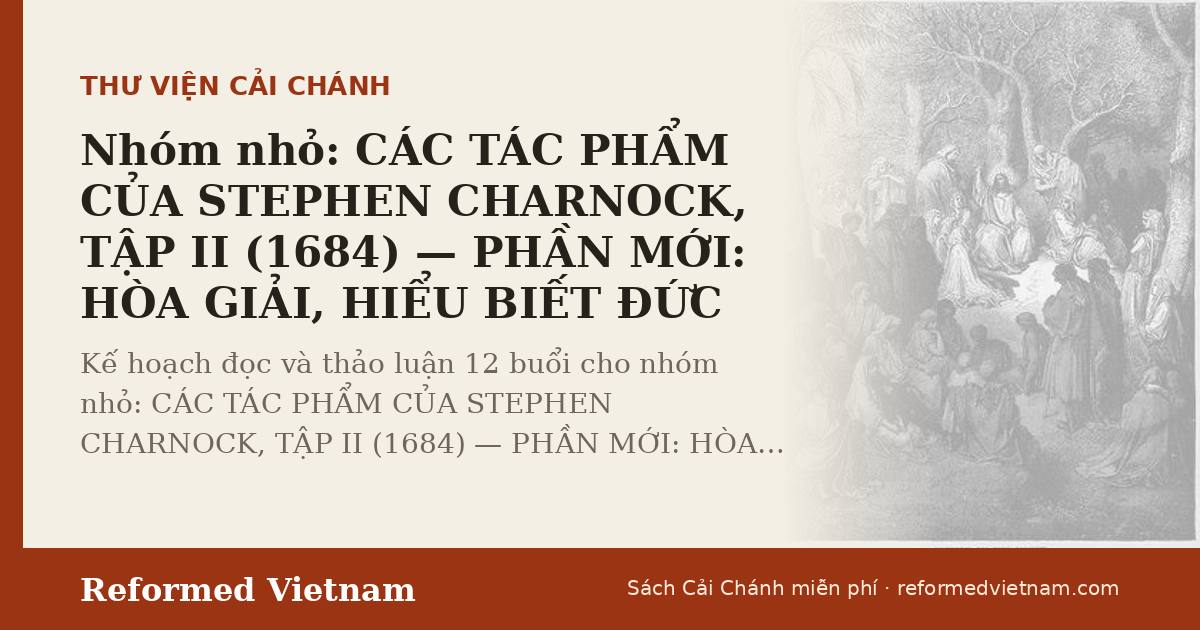 THƯ VIỆN CẢI CHÁNH
Nhóm nhỏ: CÁC TÁC PHẨM
CỦA STEPHEN CHARNOCK,
TẬP II (1684) — PHẦN MỚI:
HÒA GIẢI, HIỂU BIẾT ĐỨC
Kế hoạch đọc và thảo luận 12 buổi cho nhóm
nhỏ: CÁC TÁC PHẨM CỦA STEPHEN
CHARNOCK, TẬP II (1684) — PHẦN MỚI: HÒA...
Reformed Vietnam
Sách Cải Chánh miễn phí · reformedvietnam.com